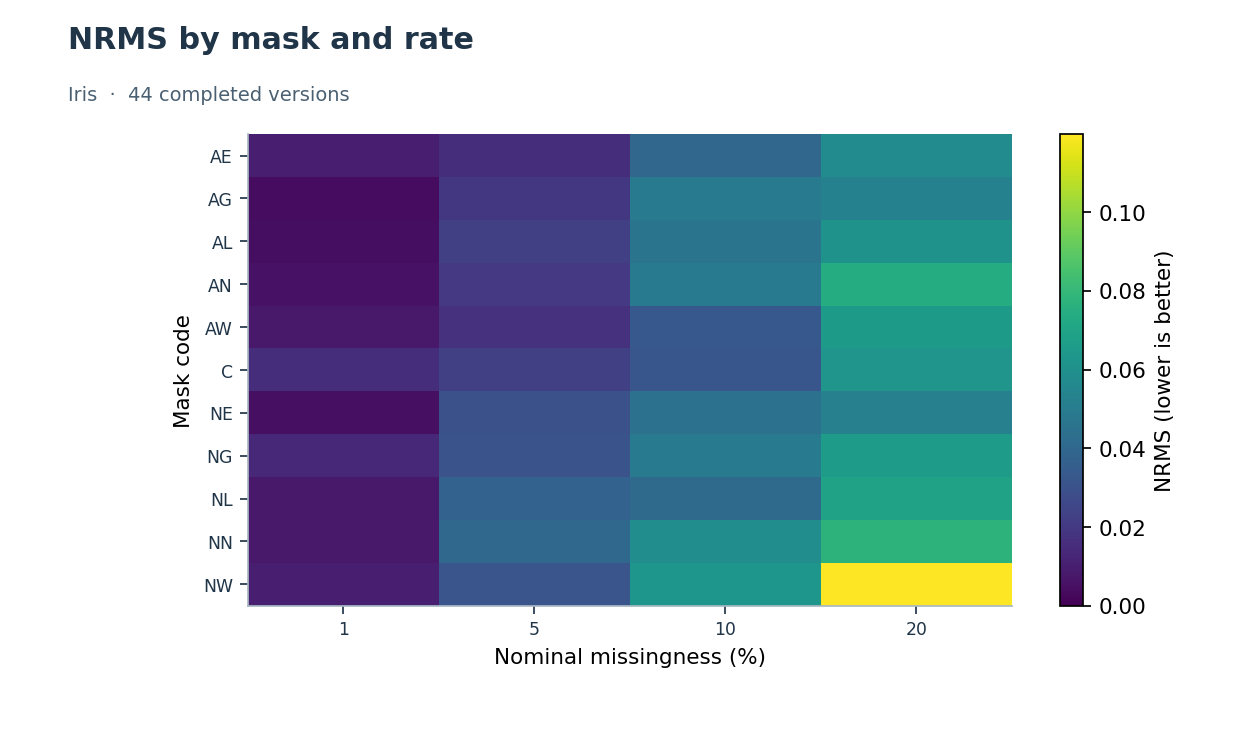 NRMS by mask and rate
Iris · 44 completed versions
Mask code
AE
AG
AL
AN
AW
C
NE
NG
NL
NN
NW
1 5 10 20
Nominal missingness (%)
0.10
0.08
0.06
0.04
0.02
0.00
NRMS (lower is better)